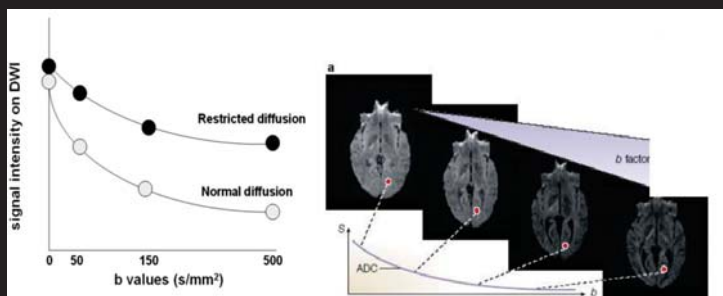 signal intensity on DWI
Restricted diffusion
Normal diffusion
0 50 150 500
b values (s/mm²)
a
b factor
S
ADC
b